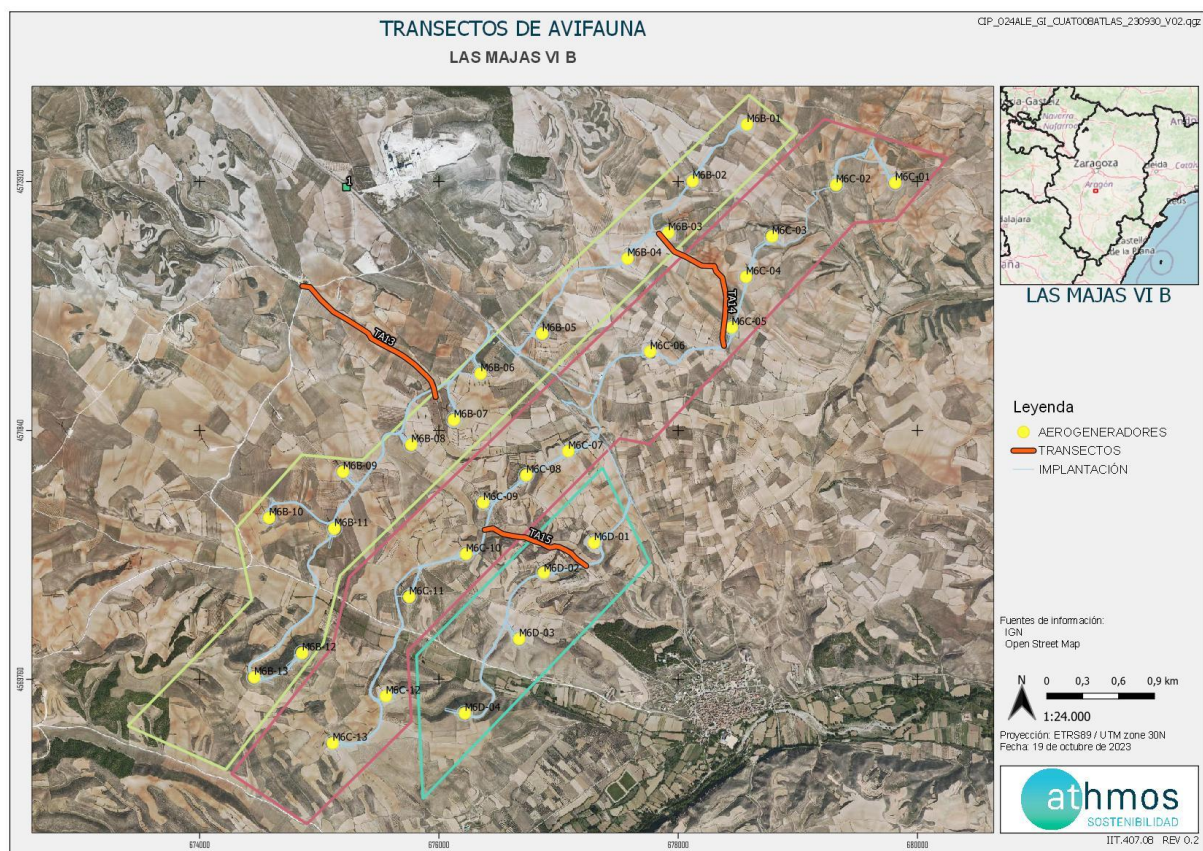 TRANSECTOS DE AVIFAUNA
LAS MAJAS VI B
CIP_024ALE_GI_CUAT008ATLAS_230930_V02.qgz
M6B-01
M6B-02
M6C-02
M6C-01
1
M6B-03
M6C-03
M6B-04
M6C-04
TA14
M6C-05
TA13
M6B-05
M6C-06
M6B-06
M6B-07
M6B-08
M6C-07
M6B-09
M6C-08
M6C-09
M6B-10
M6B-11
TA15
M6D-01
M6C-10
M6D-02
M6C-11
M6D-03
M6B-12
M6B-13
M6C-12
M6D-04
M6C-13
4573920
4571840
4569760
674000
676000
678000
680000
Navarra
Nafarroa
Zaragoza
Aragón
LAS MAJAS VI B
Leyenda
AEROGENERADORES
TRANSECTOS
IMPLANTACIÓN
Fuentes de información:
IGN
Open Street Map
N
0 0,3 0,6 0,9 km
1:24.000
Proyección: ETRS89 / UTM zone 30N
Fecha: 19 de octubre de 2023
athmos
SOSTENIBILIDAD
IIT.407.08 REV 0.2